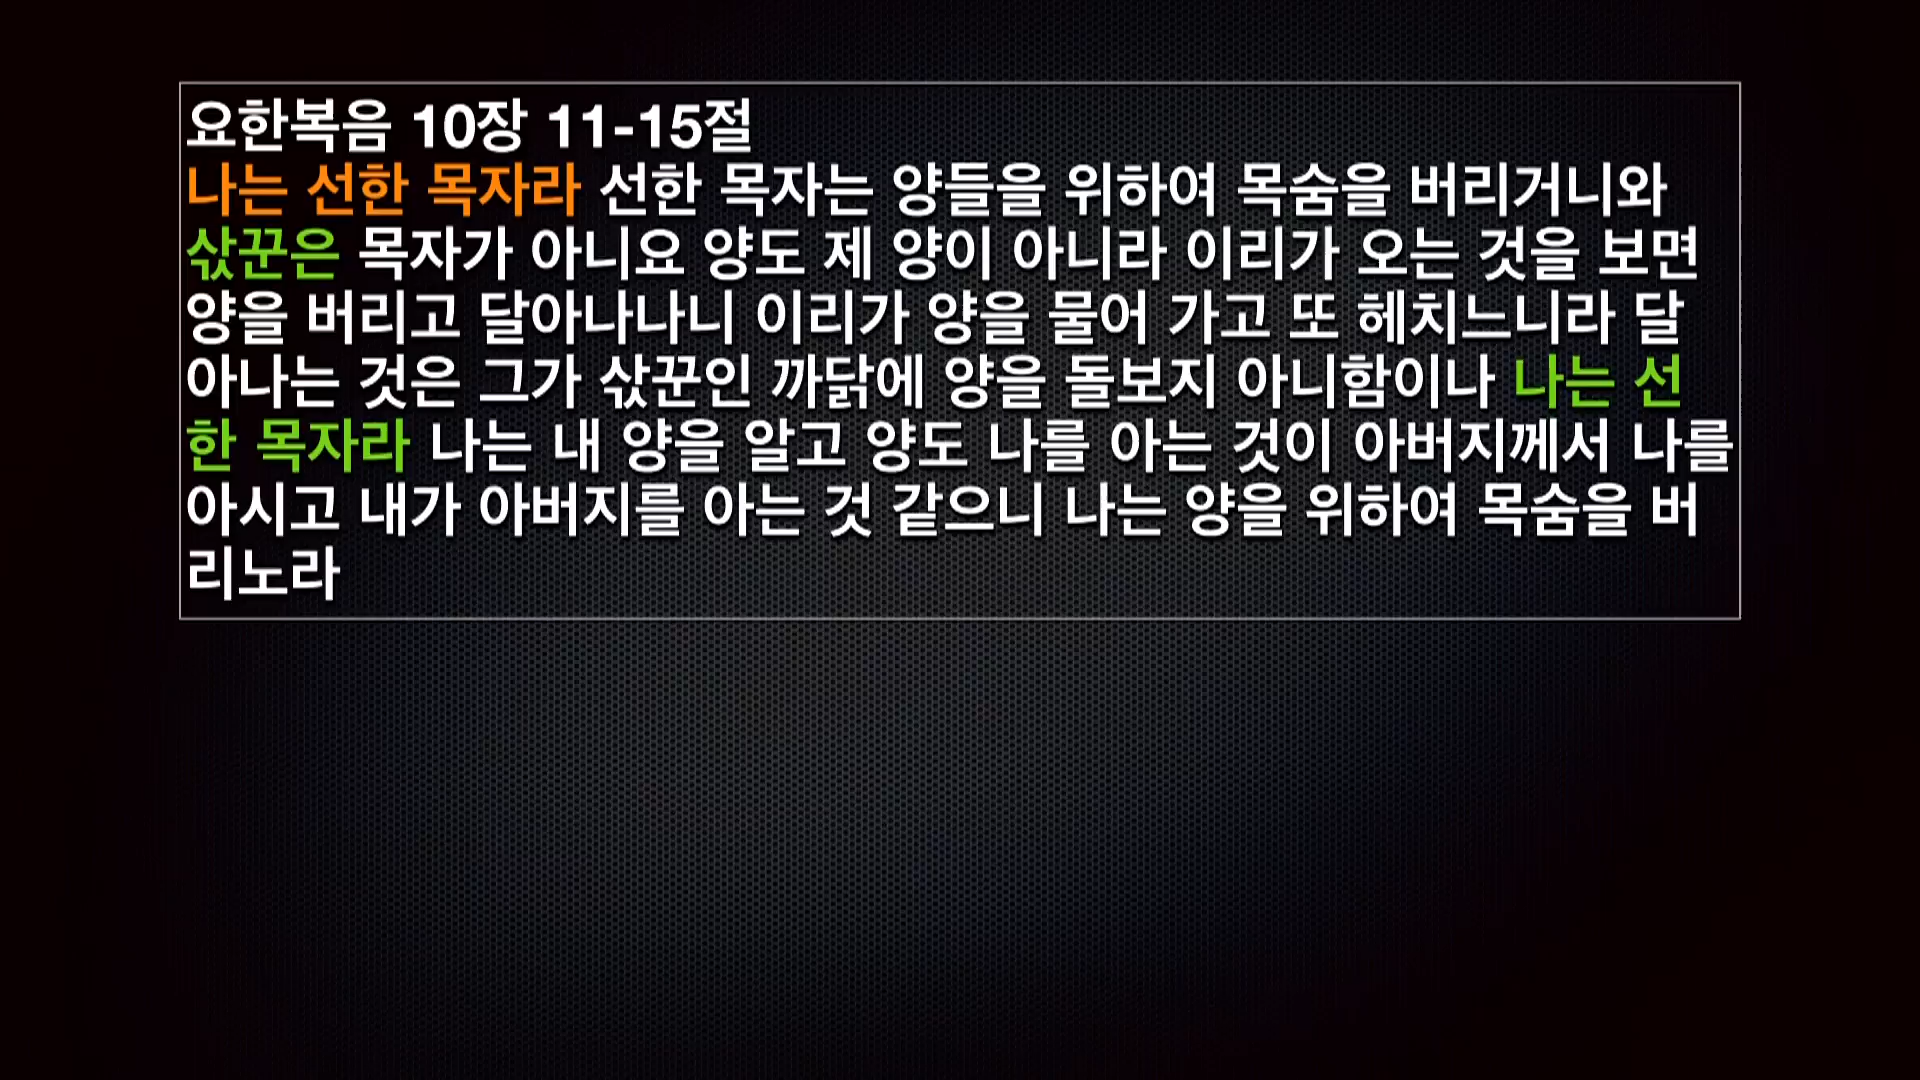 요한복음 10장 11-15절
나는 선한 목자라 선한 목자는 양들을 위하여 목숨을 버리거니와
삯꾼은 목자가 아니요 양도 제 양이 아니라 이리가 오는 것을 보면
양을 버리고 달아나나니 이리가 양을 물어 가고 또 헤치느니라 달
아나는 것은 그가 삯꾼인 까닭에 양을 돌보지 아니함이나 나는 선
한 목자라 나는 내 양을 알고 양도 나를 아는 것이 아버지께서 나를
아시고 내가 아버지를 아는 것 같으니 나는 양을 위하여 목숨을 버
리노라